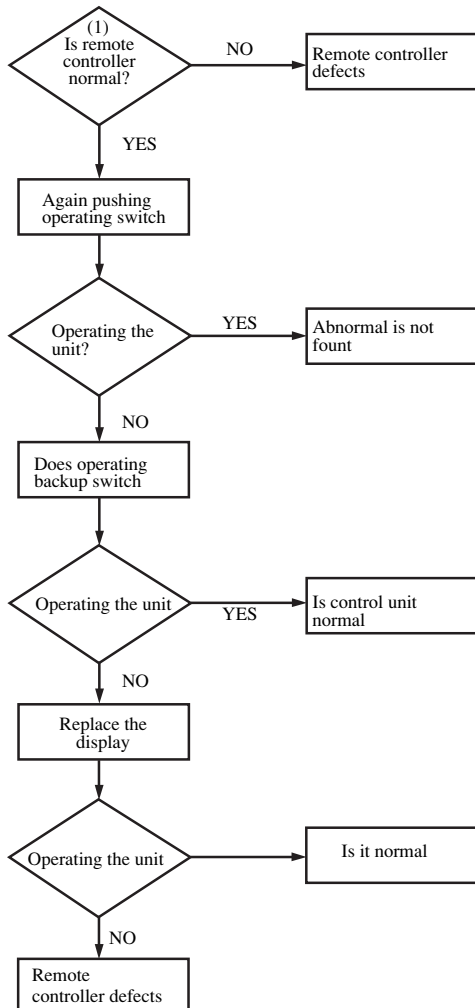 (1)
Is remote
controller
normal?
NO
Remote controller
defects
YES
Again pushing
operating switch
Operating the
unit?
YES
Abnormal is not
fount
NO
Does operating
backup switch
Operating the unit
YES
Is control unit
normal
NO
Replace the
display
Operating the unit
Is it normal
NO
Remote
controller defects